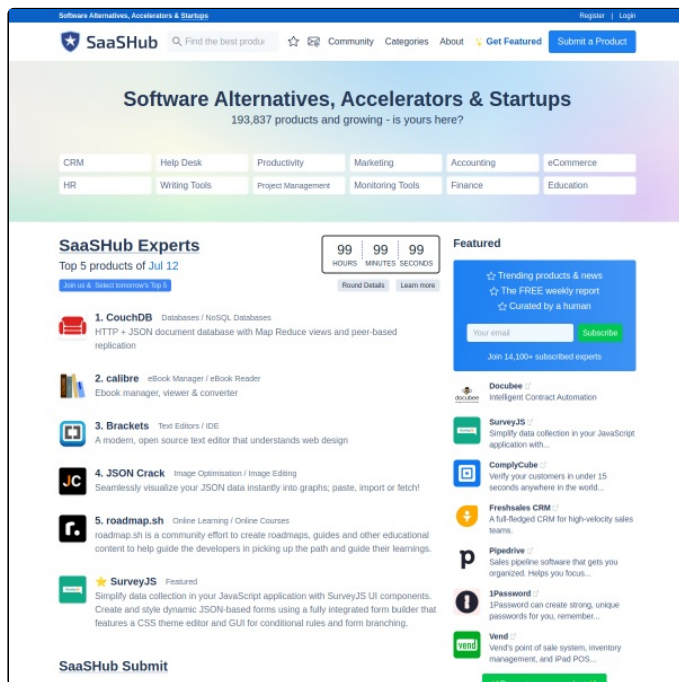 Software Alternatives, Accelerators & Startups
Register | Login
SaaSHub
Find the best produ
Community Categories About Get Featured Submit a Product
Software Alternatives, Accelerators & Startups
193,837 products and growing - is yours here?
CRM Help Desk Productivity Marketing Accounting eCommerce
HR Writing Tools Project Management Monitoring Tools Finance Education
SaaSHub Experts
Top 5 products of Jul 12
Join us & Select tomorrow's Top 5
99 99 99
HOURS MINUTES SECONDS
Round Details Learn more
1. CouchDB Databases / NoSQL Databases
HTTP + JSON document database with Map Reduce views and peer-based
replication
2. calibre eBook Manager / eBook Reader
Ebook manager, viewer & converter
3. Brackets Text Editors / IDE
A modern, open source text editor that understands web design
JC
4. JSON Crack Image Optimisation / Image Editing
Seamlessly visualize your JSON data instantly into graphs; paste, import or fetch!
r.
5. roadmap.sh Online Learning / Online Courses
roadmap.sh is a community effort to create roadmaps, guides and other educational
content to help guide the developers in picking up the path and guide their learnings.
SurveyJS Featured
Simplify data collection in your JavaScript application with SurveyJS UI components.
Create and style dynamic JSON-based forms using a fully integrated form builder that
features a CSS theme editor and GUI for conditional rules and form branching.
SaaSHub Submit
Featured
Trending products & news
The FREE weekly report
Curated by a human
Your email Subscribe
Join 14,100+ subscribed experts
docubee
Docubee
Intelligent Contract Automation
SurveyJS
Simplify data collection in your JavaScript
application with...
ComplyCube
Verify your customers in under 15
seconds anywhere in the world...
Freshsales CRM
A full-fledged CRM for high-velocity sales
teams.
p
Pipedrive
Sales pipeline software that gets you
organized. Helps you focus...
1Password
1Password can create strong, unique
passwords for you, remember...
vend
Vend
Vend's point of sale system, inventory
management, and iPad POS...